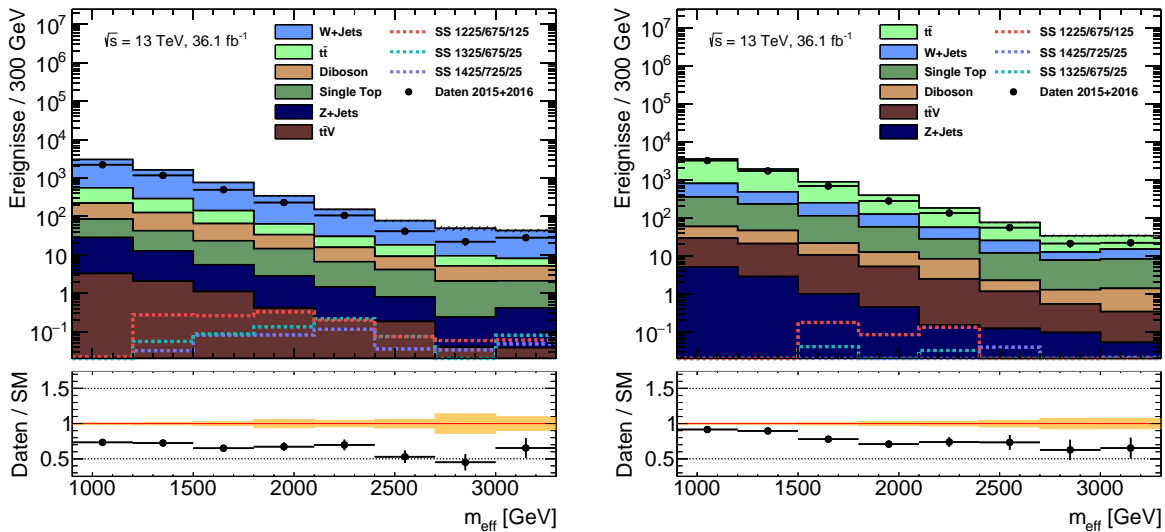 Ereignisse / 300 GeV
10⁷
10⁶
10⁵
10⁴
10³
10²
10
1
10⁻¹
√s = 13 TeV, 36.1 fb⁻¹
W+Jets
tt̄
Diboson
Single Top
Z+Jets
tt̄V
SS 1225/675/125
SS 1325/675/25
SS 1425/725/25
Daten 2015+2016
Daten / SM
1.5
1
0.5
1000 1500 2000 2500 3000
m_eff [GeV]
Ereignisse / 300 GeV
10⁷
10⁶
10⁵
10⁴
10³
10²
10
1
10⁻¹
√s = 13 TeV, 36.1 fb⁻¹
tt̄
W+Jets
Single Top
Diboson
tt̄V
Z+Jets
SS 1225/675/125
SS 1425/725/25
SS 1325/675/25
Daten 2015+2016
Daten / SM
1.5
1
0.5
1000 1500 2000 2500 3000
m_eff [GeV]